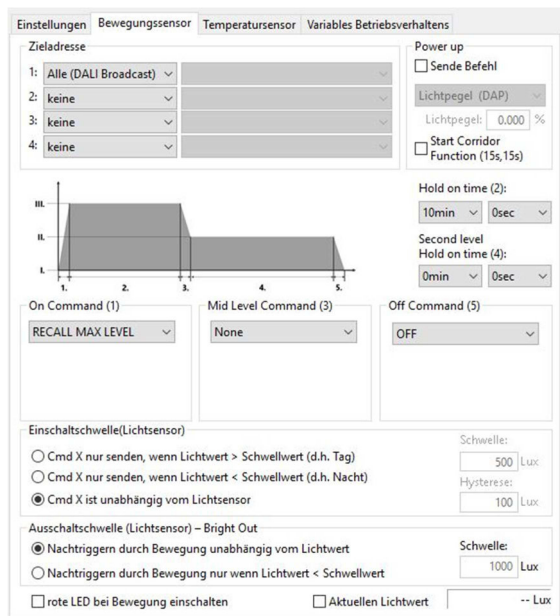 Einstellungen Bewegungssensor Temperatursensor Variables Betriebsverhaltens
Zieladresse
1: Alle (DALI Broadcast)
2: keine
3: keine
4: keine
Power up
Sende Befehl
Lichtpegel (DAP)
Lichtpegel: 0.000 %
Start Corridor
Function (15s,15s)
III.
II.
I.
1. 2. 3. 4. 5.
Hold on time (2):
10min 0sec
Second level
Hold on time (4):
0min 0sec
On Command (1)
RECALL MAX LEVEL
Mid Level Command (3)
None
Off Command (5)
OFF
Einschaltschwelle(Lichtsensor)
Cmd X nur senden, wenn Lichtwert > Schwellwert (d.h. Tag)
Cmd X nur senden, wenn Lichtwert < Schwellwert (d.h. Nacht)
Cmd X ist unabhängig vom Lichtsensor
Schwelle:
500 Lux
Hysterese:
100 Lux
Ausschaltschwelle (Lichtsensor) – Bright Out
Nachtriggern durch Bewegung unabhängig vom Lichtwert
Nachtriggern durch Bewegung nur wenn Lichtwert < Schwellwert
Schwelle:
1000 Lux
rote LED bei Bewegung einschalten
Aktuellen Lichtwert -- Lux